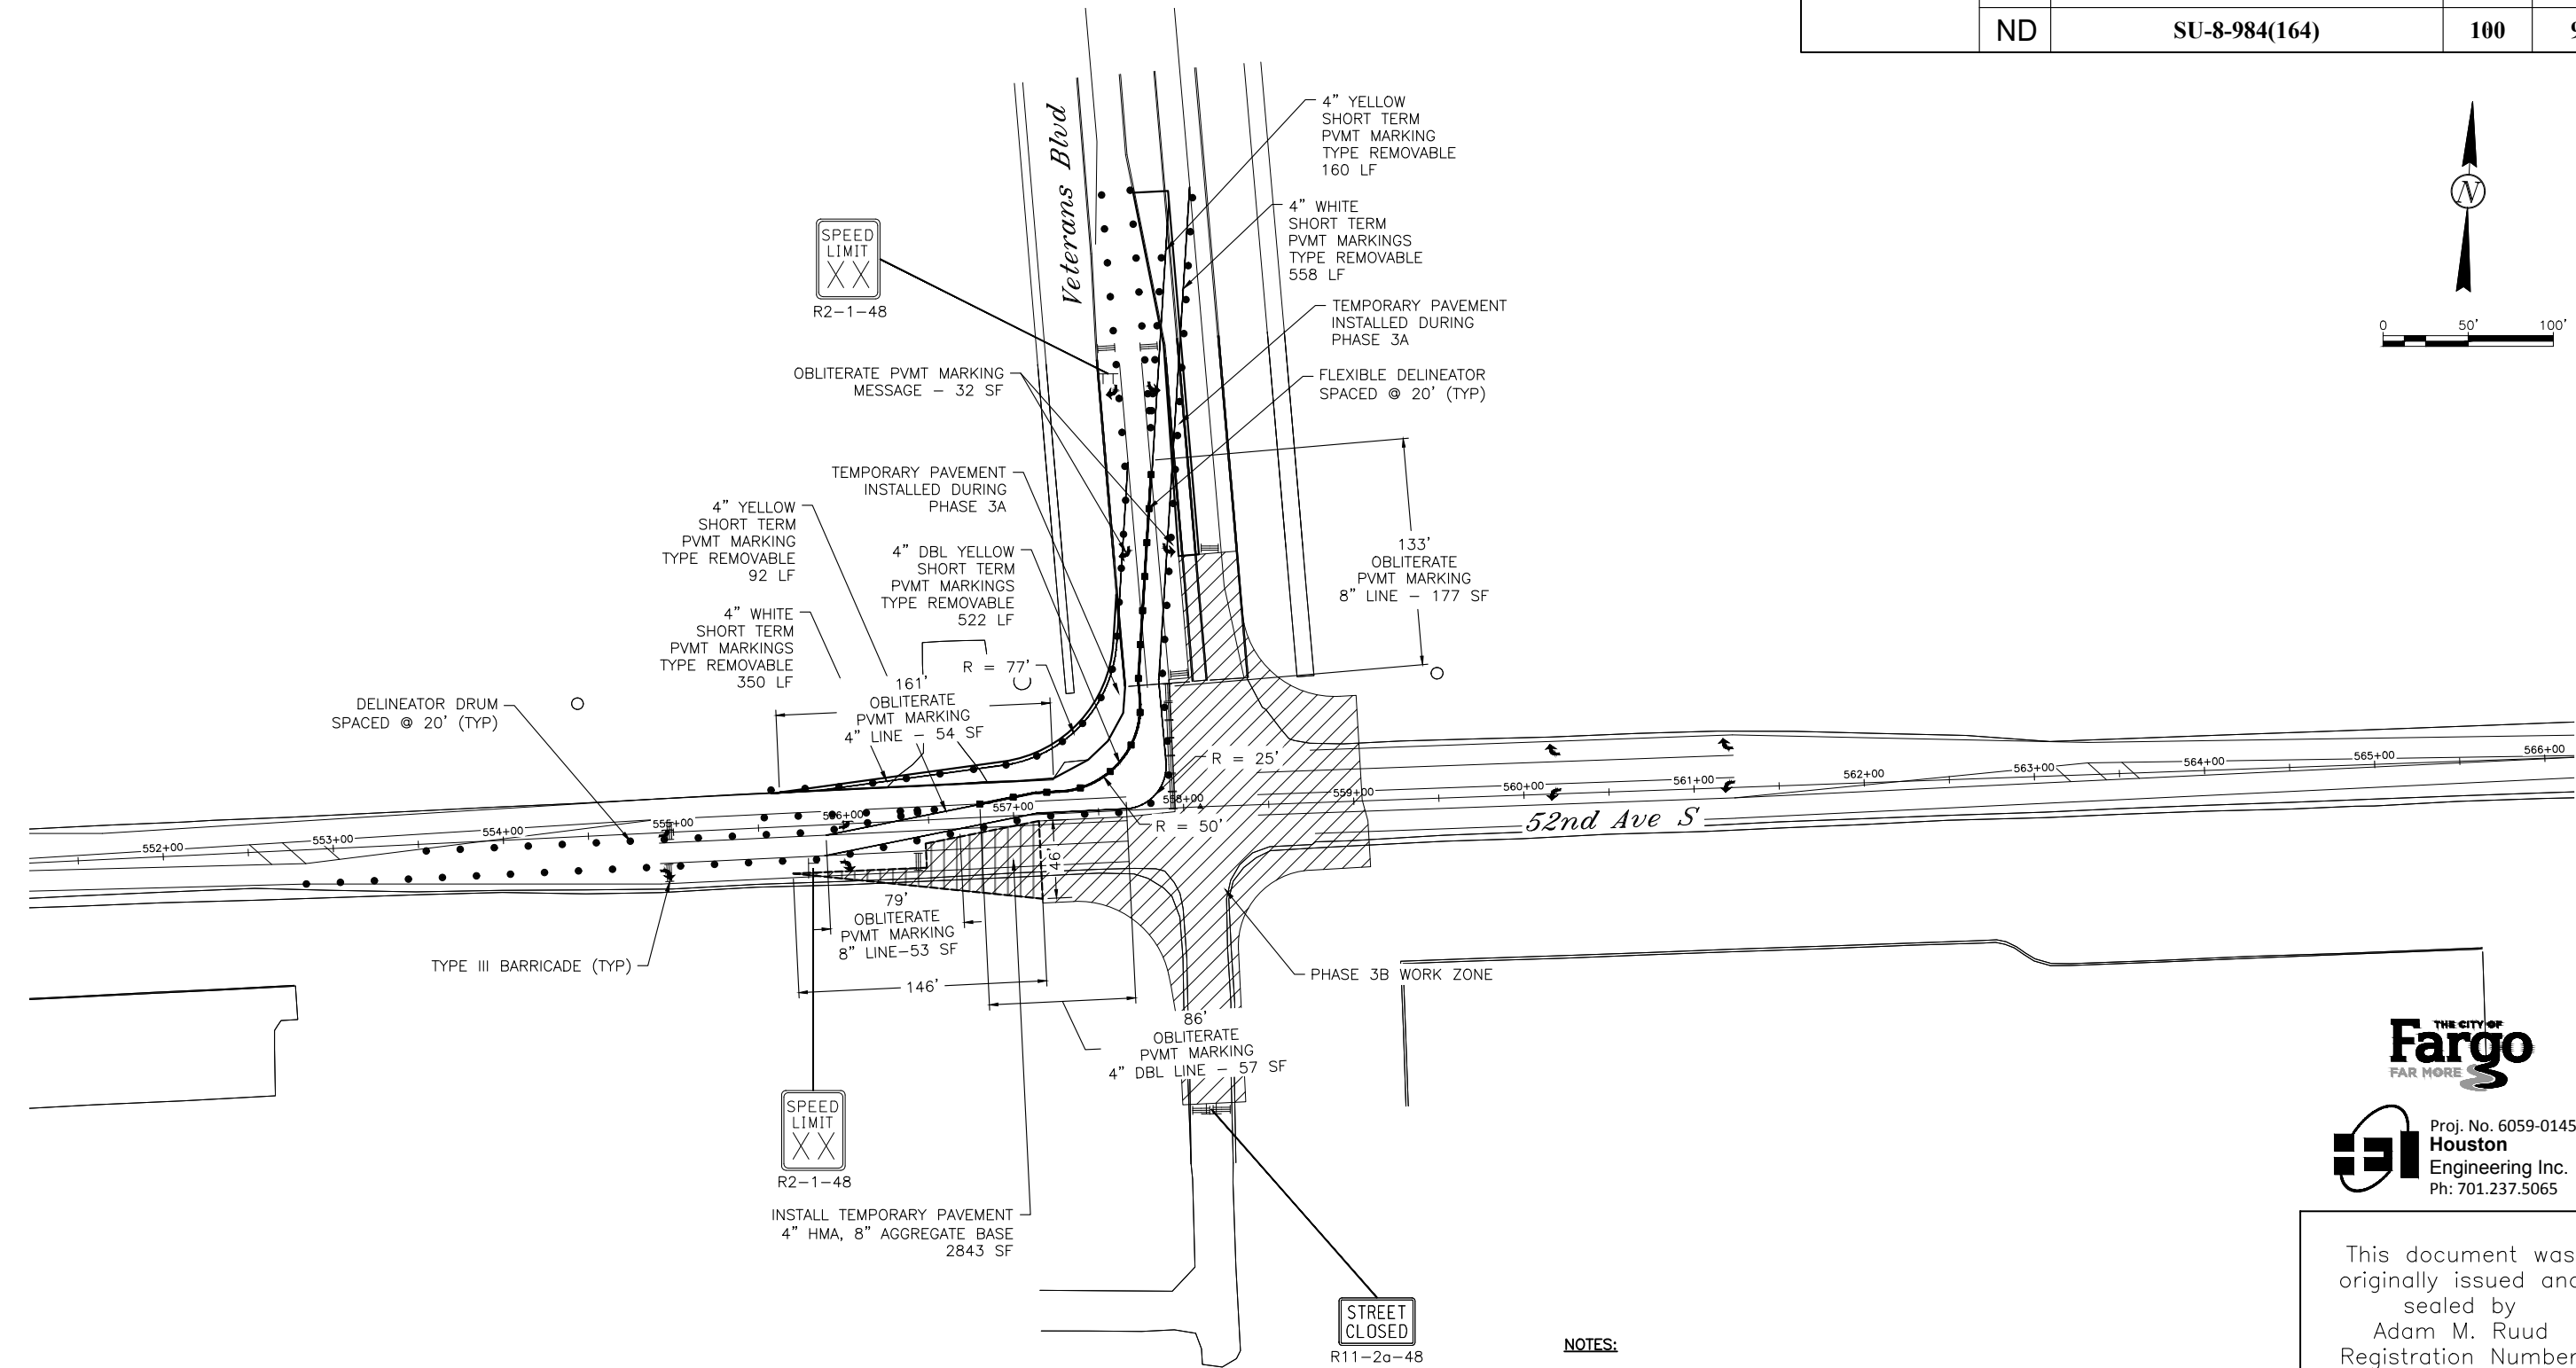 ND SU-8-984(164) 100
4" YELLOW
SHORT TERM
PVMT MARKING
TYPE REMOVABLE
160 LF
4" WHITE
SHORT TERM
PVMT MARKINGS
TYPE REMOVABLE
558 LF
TEMPORARY PAVEMENT
INSTALLED DURING
PHASE 3A
FLEXIBLE DELINEATOR
SPACED @ 20' (TYP)
N
0 50' 100'
Veterans Blvd
SPEED
LIMIT
XX
R2-1-48
OBLITERATE PVMT MARKING
MESSAGE - 32 SF
TEMPORARY PAVEMENT
INSTALLED DURING
PHASE 3A
4" YELLOW
SHORT TERM
PVMT MARKING
TYPE REMOVABLE
92 LF
4" DBL YELLOW
SHORT TERM
PVMT MARKINGS
TYPE REMOVABLE
522 LF
4" WHITE
SHORT TERM
PVMT MARKINGS
TYPE REMOVABLE
350 LF
133'
OBLITERATE
PVMT MARKING
8" LINE - 177 SF
R = 77'
161'
OBLITERATE
PVMT MARKING
4" LINE - 54 SF
DELINEATOR DRUM
SPACED @ 20' (TYP)
R = 25'
R = 50'
552+00 553+00 554+00 555+00 556+00 557+00 558+00 559+00 560+00 561+00 562+00 563+00 564+00 565+00 566+00
52nd Ave S
46'
79'
OBLITERATE
PVMT MARKING
8" LINE-53 SF
TYPE III BARRICADE (TYP)
146'
PHASE 3B WORK ZONE
86'
OBLITERATE
PVMT MARKING
4" DBL LINE - 57 SF
SPEED
LIMIT
XX
R2-1-48
INSTALL TEMPORARY PAVEMENT
4" HMA, 8" AGGREGATE BASE
2843 SF
STREET
CLOSED
R11-2a-48
NOTES:
THE CITY OF
Fargo
FAR MORE
Proj. No. 6059-0145
Houston
Engineering Inc.
Ph: 701.237.5065
This document was
originally issued and
sealed by
Adam M. Ruud
Registration Number